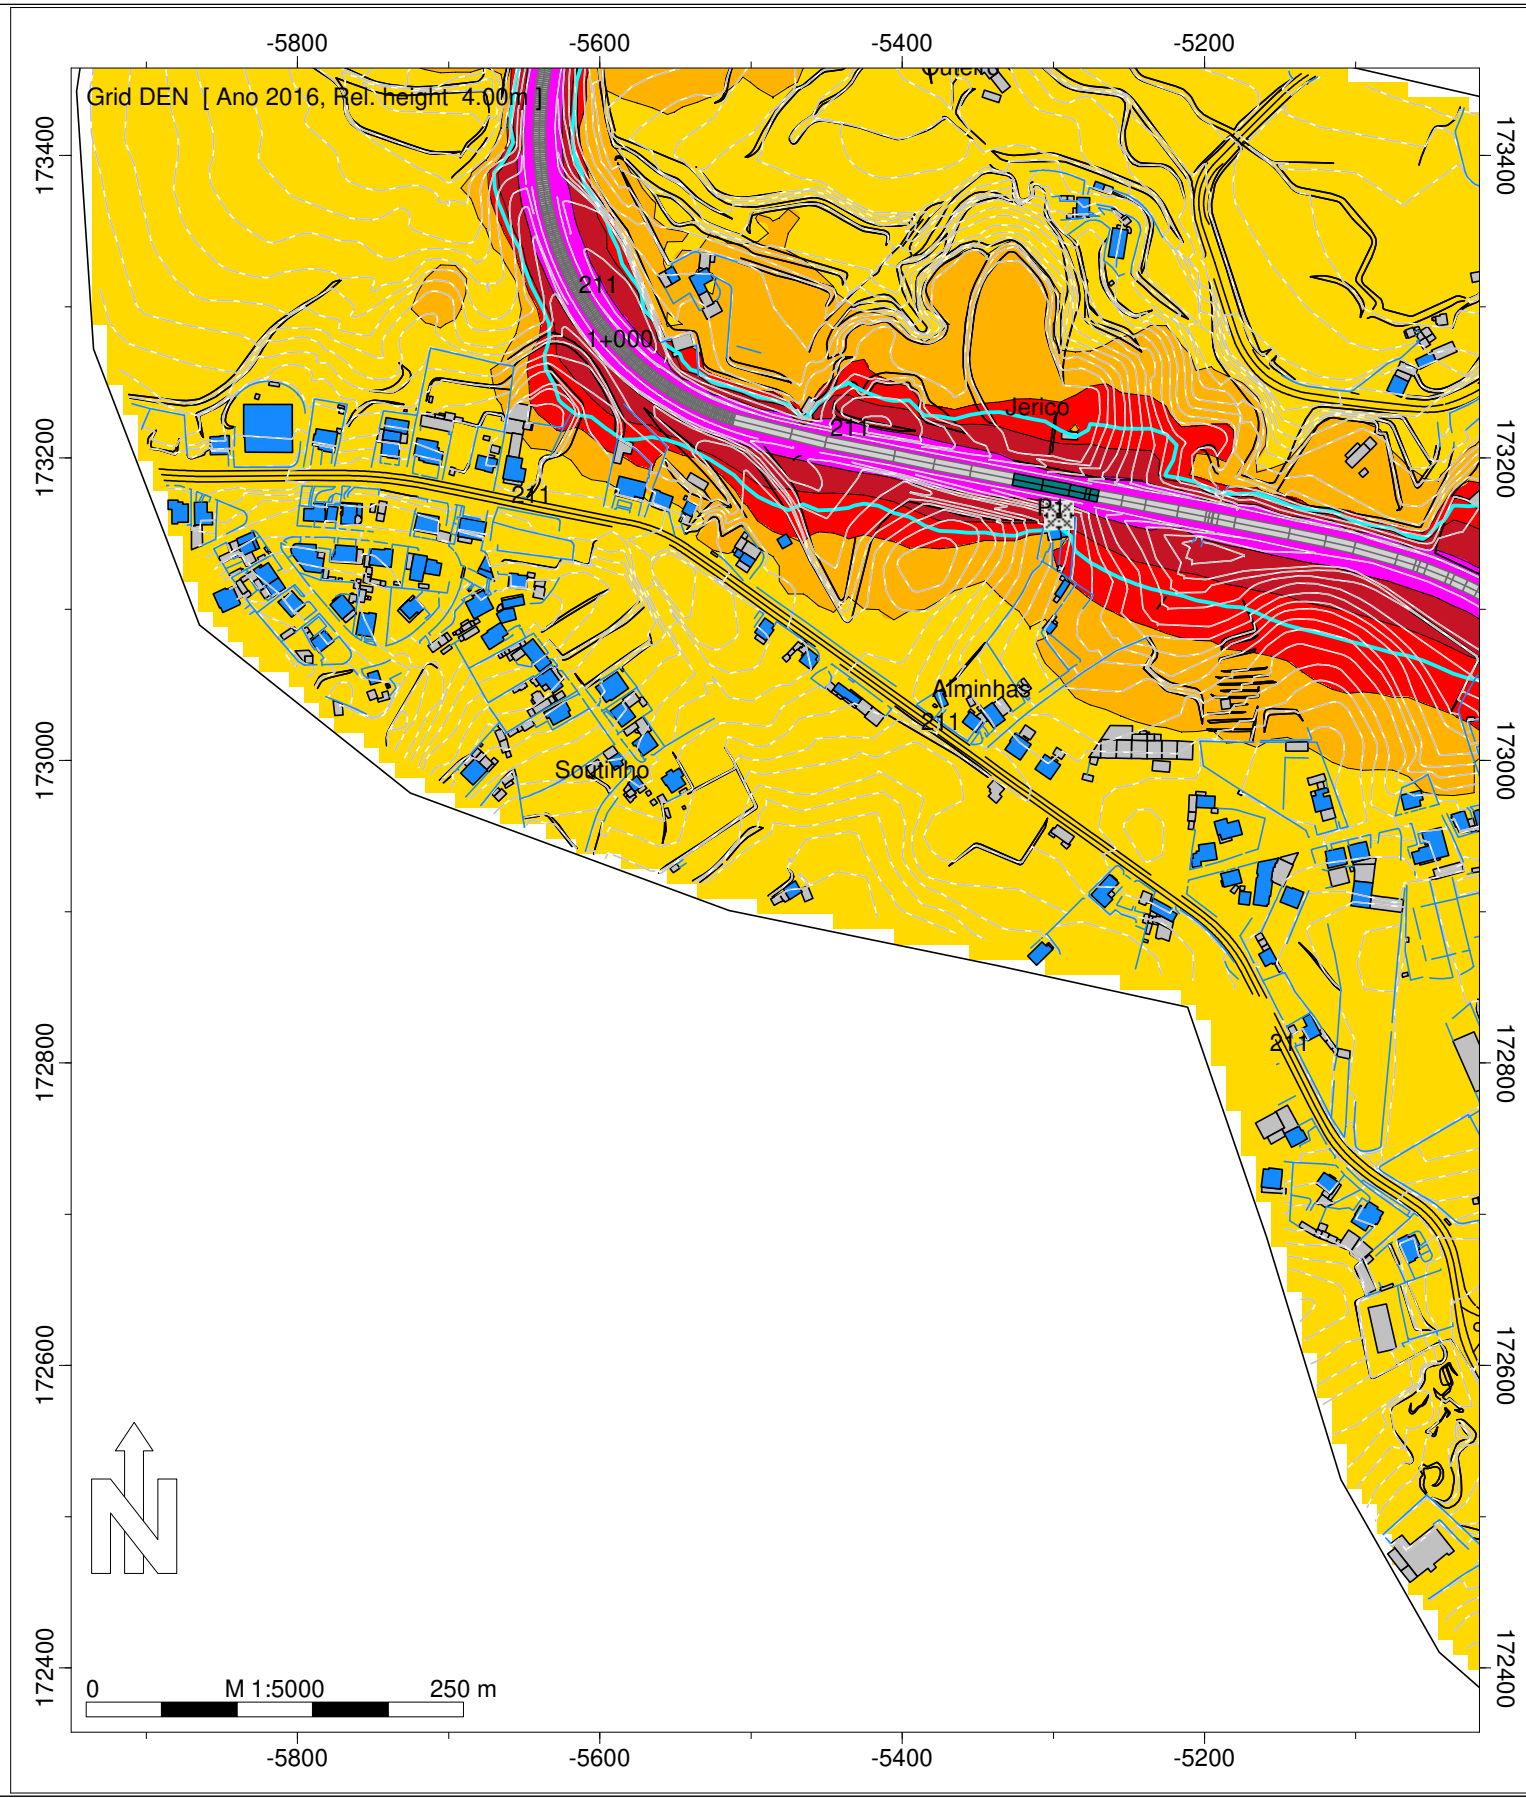 -5800 -5600 -5400 -5200
Outeiro
Grid DEN [ Ano 2016, Rel. height 4.00m ]
173400 173400
211
1+000
Jerico
211
173200 173200
211
P1
Alminhas
211
173000 173000
Soutinho
211
172800 172800
172600 172600
N
172400 172400
0 M 1:5000 250 m
-5800 -5600 -5400 -5200